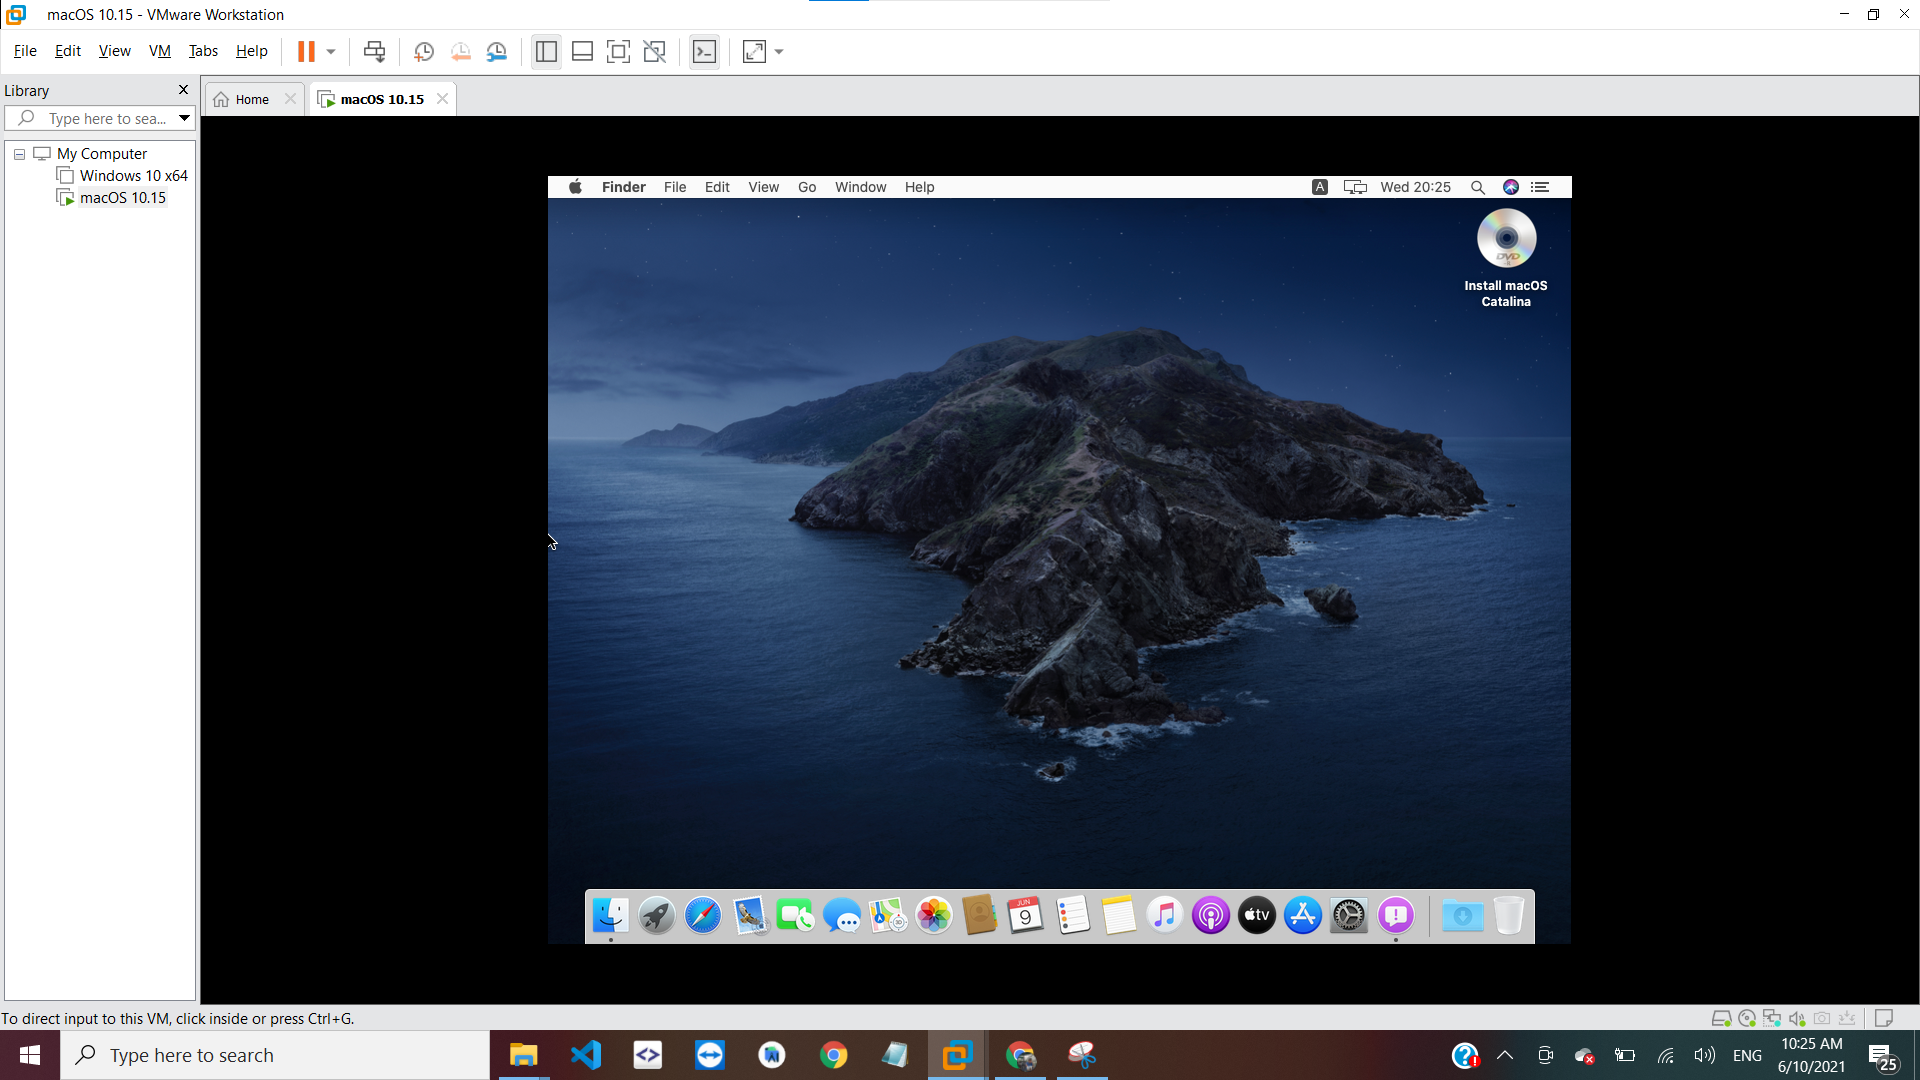 macOS 10.15 - VMware Workstation
File Edit View VM Tabs Help
Library
Type here to sea...
Home
macOS 10.15
My Computer
Windows 10 x64
macOS 10.15
Finder File Edit View Go Window Help
A
Wed 20:25
DVD
Install macOS
Catalina
JUN
9
3D
tv
To direct input to this VM, click inside or press Ctrl+G.
Type here to search
ENG
10:25 AM
6/10/2021
25